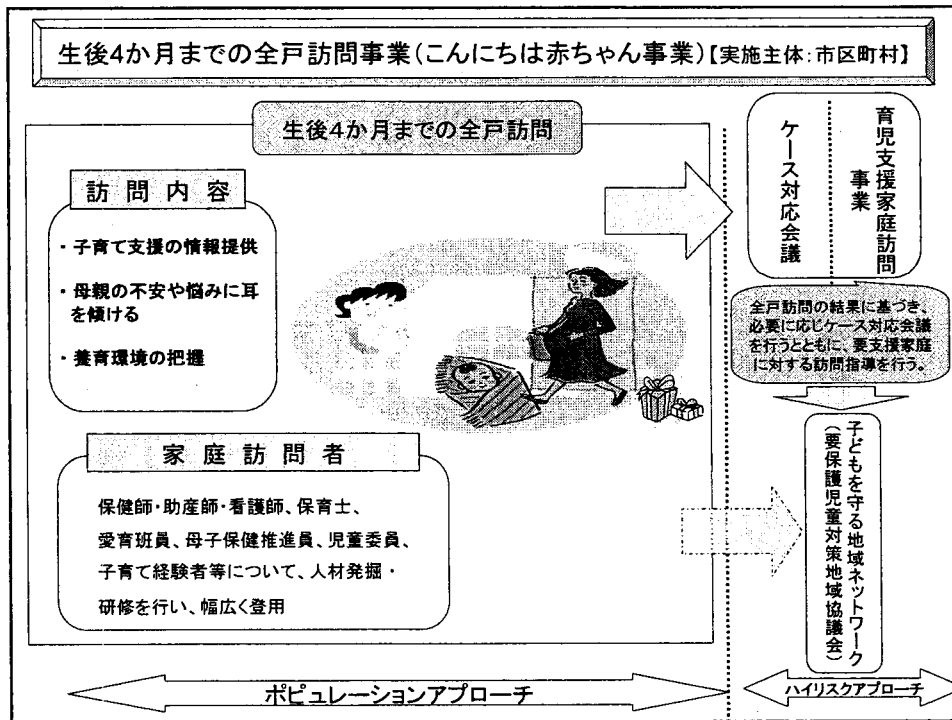 生後4か月までの全戸訪問事業(こんにちは赤ちゃん事業)【実施主体:市区町村】
生後4か月までの全戸訪問
訪問内容
・子育て支援の情報提供
・母親の不安や悩みに耳
を傾ける
・養育環境の把握
家庭訪問者
保健師・助産師・看護師、保育士、
愛育班員、母子保健推進員、児童委員、
子育て経験者等について、人材発掘・
研修を行い、幅広く登用
育児支援家庭訪問
事業
ケース対応会議
全戸訪問の結果に基づき、
必要に応じケース対応会議
を行うとともに、要支援家庭
に対する訪問指導を行う。
子どもを守る地域ネットワーク
(要保護児童対策地域協議会)
ポピュレーションアプローチ
ハイリスクアプローチ